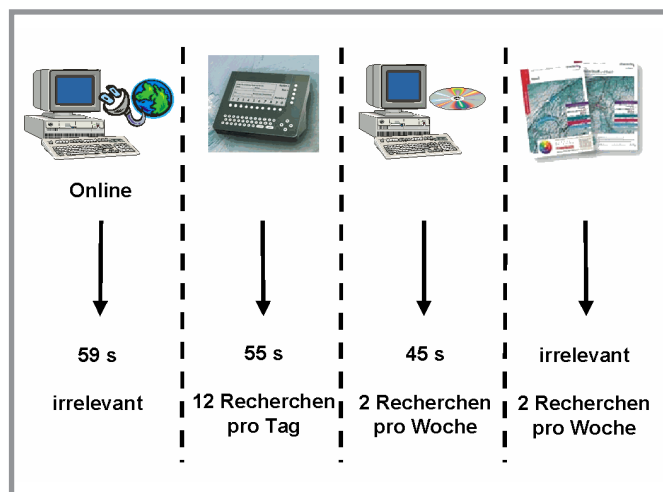 Online
59 s
irrelevant
55 s
12 Recherchen
pro Tag
45 s
2 Recherchen
pro Woche
irrelevant
2 Recherchen
pro Woche